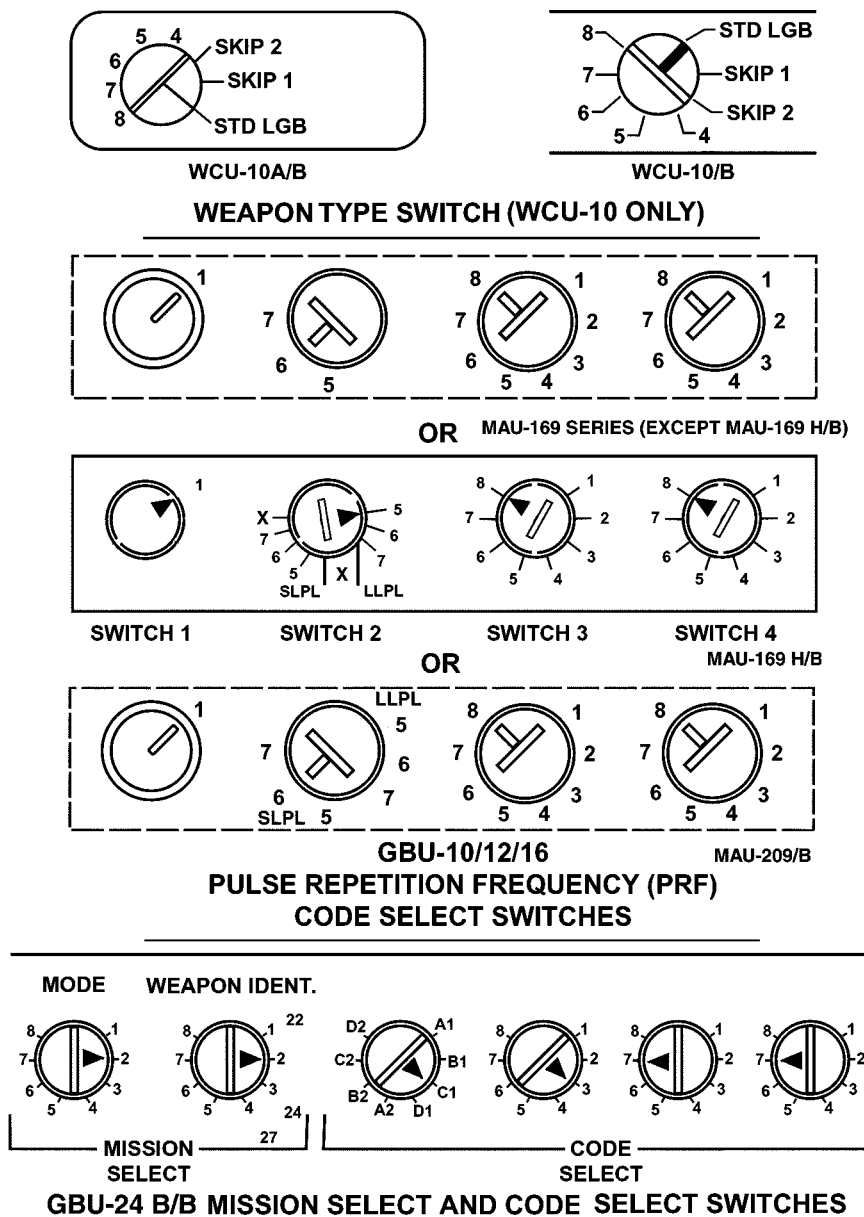 5 4 SKIP 2
6 SKIP 1
7
8 STD LGB
WCU-10A/B
8 STD LGB
7 SKIP 1
6 SKIP 2
5 4
WCU-10/B
WEAPON TYPE SWITCH (WCU-10 ONLY)
1
7
6
5
8 1
7 2
6 3
5 4
8 1
7 2
6 3
5 4
OR MAU-169 SERIES (EXCEPT MAU-169 H/B)
1
X 5
7 6
6 7
5
SLPL X LLPL
8 1
7 2
6 3
5 4
8 1
7 2
6 3
5 4
SWITCH 1 SWITCH 2 SWITCH 3 SWITCH 4
OR MAU-169 H/B
1
LLPL
5
7 6
6 7
SLPL 5
8 1
7 2
6 3
5 4
8 1
7 2
6 3
5 4
GBU-10/12/16 MAU-209/B
PULSE REPETITION FREQUENCY (PRF)
CODE SELECT SWITCHES
MODE WEAPON IDENT.
8 1
7 2
6 3
5 4
22
8 1
7 2
6 3
5 4
24
27
D2 A1
C2 B1
B2 C1
A2 D1
8 1
7 2
6 3
5 4
8 1
7 2
6 3
5 4
8 1
7 2
6 3
5 4
MISSION
SELECT
CODE
SELECT
GBU-24 B/B MISSION SELECT AND CODE SELECT SWITCHES